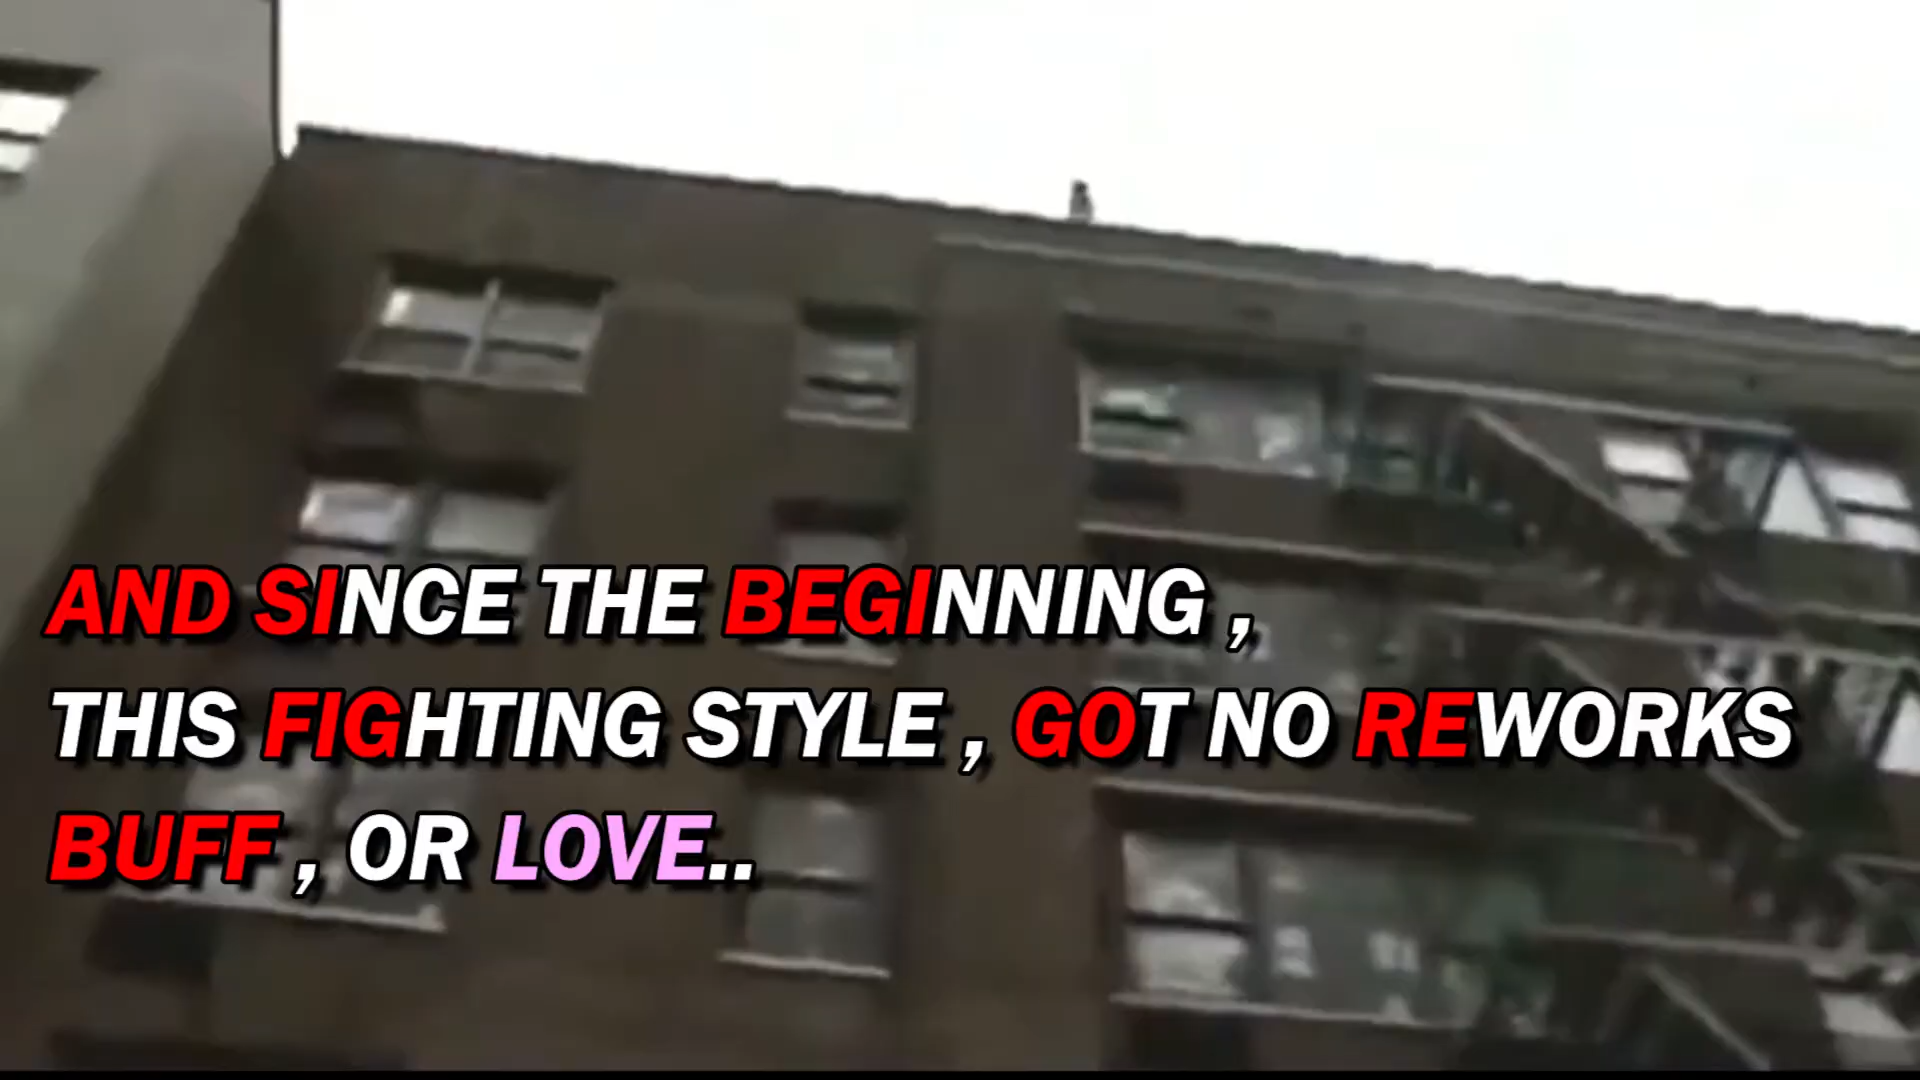 AND SINCE THE BEGINNING ,
THIS FIGHTING STYLE , GOT NO REWORKS
BUFF , OR LOVE..